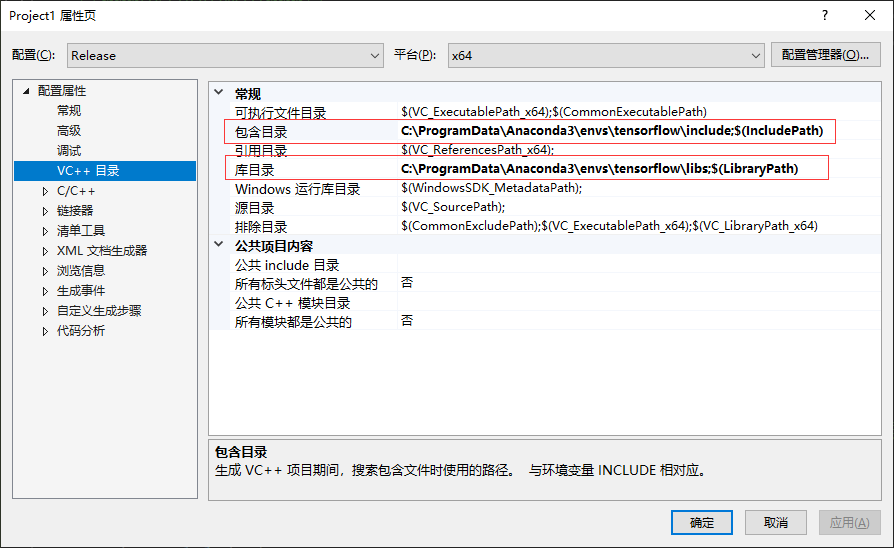 Project1 属性页
?
配置(C): Release 平台(P): x64 配置管理器(O)...
配置属性
常规
高级
调试
VC++ 目录
C/C++
链接器
清单工具
XML 文档生成器
浏览信息
生成事件
自定义生成步骤
代码分析
常规
可执行文件目录 $(VC_ExecutablePath_x64);$(CommonExecutablePath)
包含目录 C:\ProgramData\Anaconda3\envs\tensorflow\include;$(IncludePath)
引用目录 $(VC_ReferencesPath_x64);
库目录 C:\ProgramData\Anaconda3\envs\tensorflow\libs;$(LibraryPath)
Windows 运行库目录 $(WindowsSDK_MetadataPath);
源目录 $(VC_SourcePath);
排除目录 $(CommonExcludePath);$(VC_ExecutablePath_x64);$(VC_LibraryPath_x64)
公共项目内容
公共 include 目录
所有标头文件都是公共的 否
公共 C++ 模块目录
所有模块都是公共的 否
包含目录
生成 VC++ 项目期间，搜索包含文件时使用的路径。 与环境变量 INCLUDE 相对应。
确定 取消 应用(A)